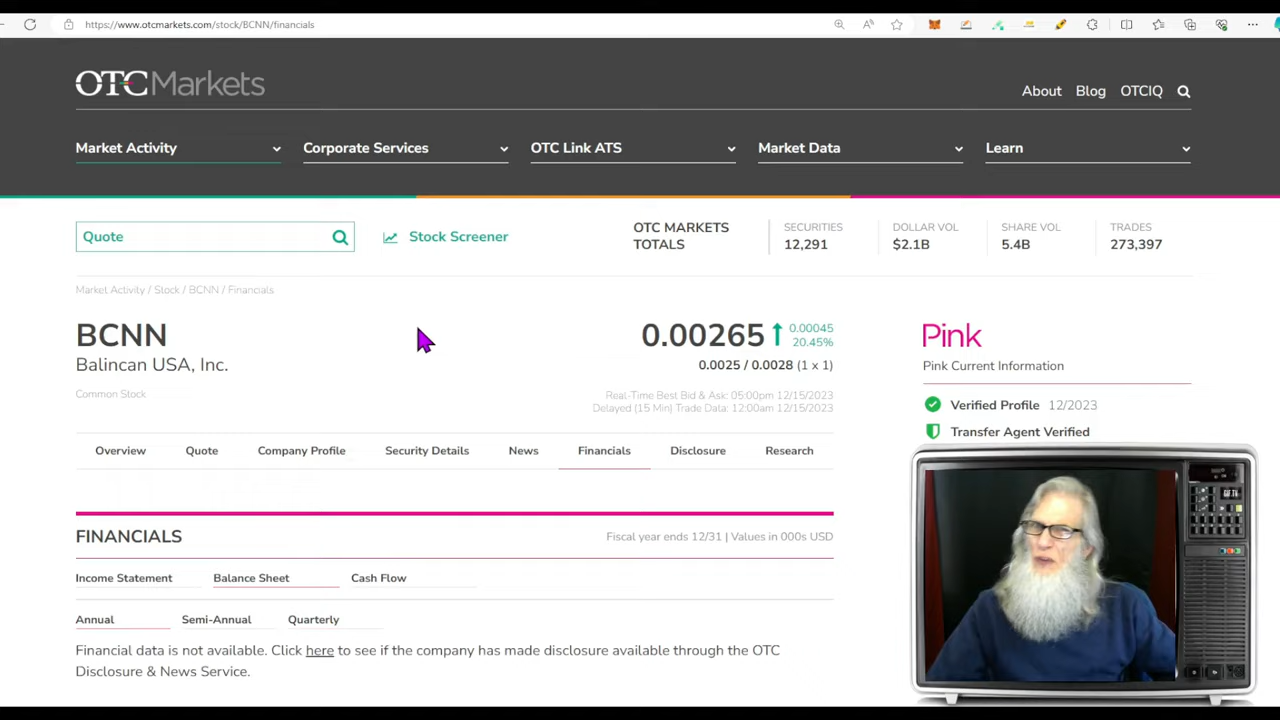 https://www.otcmarkets.com/stock/BCNN/financials
OTCMarkets
About Blog OTCIQ
Market Activity Corporate Services OTC Link ATS Market Data Learn
Quote Stock Screener
OTC MARKETS TOTALS
SECURITIES 12,291
DOLLAR VOL $2.1B
SHARE VOL 5.4B
TRADES 273,397
Market Activity / Stock / BCNN / Financials
BCNN 0.00265 0.00045 20.45%
Balincan USA, Inc. 0.0025 / 0.0028 (1 x 1)
Common Stock
Real-Time Best Bid & Ask: 05:00pm 12/15/2023
Delayed (15 Min) Trade Data: 12:00am 12/15/2023
Pink
Pink Current Information
Verified Profile 12/2023
Transfer Agent Verified
Overview Quote Company Profile Security Details News Financials Disclosure Research
FINANCIALS Fiscal year ends 12/31 | Values in 000s USD
Income Statement Balance Sheet Cash Flow
Annual Semi-Annual Quarterly
Financial data is not available. Click here to see if the company has made disclosure available through the OTC
Disclosure & News Service.